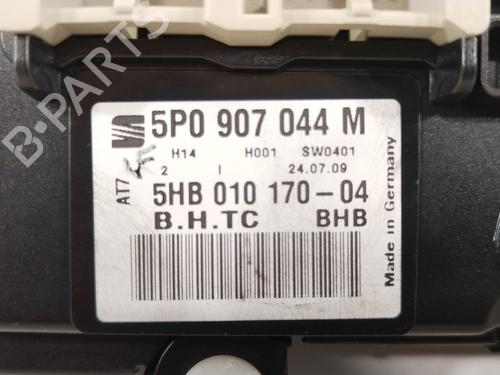 5P0 907 044 M
H14 H001 SW0401
2 I 24.07.09
AT7
5HB 010 170-04
B.H.TC BHB
Made in Germany
B-PARTS